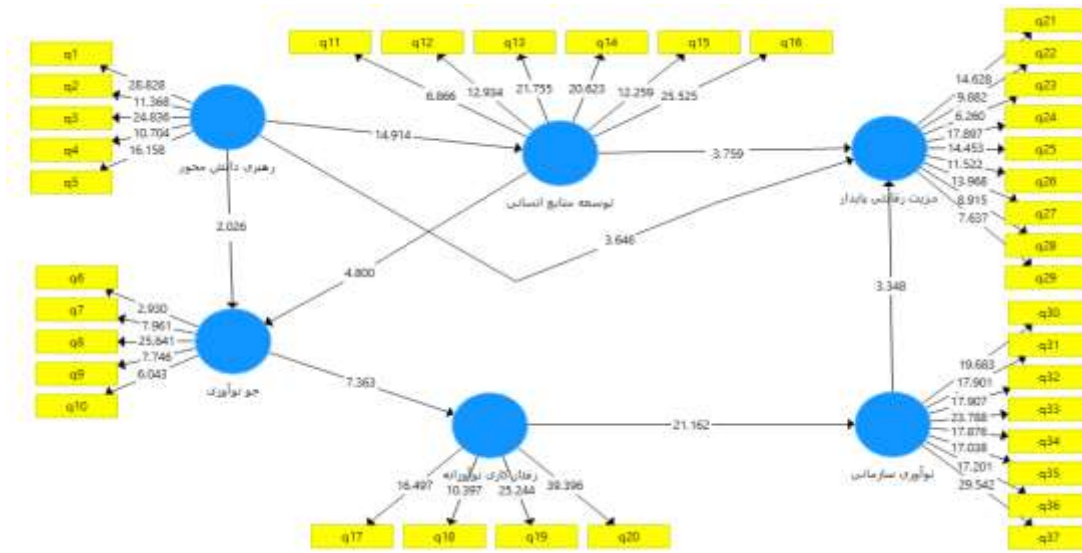 q1
q2
q3
q4
q5
28.828
11.368
24.836
10.704
16.158
رهبری دانش محور
q11
q12
q13
q14
q15
q16
6.866
12.934
21.755
20.623
12.259
25.525
توسعه منابع انسانی
14.914
3.759
3.646
2.026
4.800
q21
q22
q23
q24
q25
q26
q27
q28
q29
14.628
9.882
6.260
17.897
14.453
11.522
13.968
8.915
7.637
مزیت رقابتی پایدار
3.348
q6
q7
q8
q9
q10
2.930
7.961
25.641
7.746
6.043
جو نوآوری
7.363
رفتار کاری نوآورانه
16.497
10.397
25.244
39.396
q17
q18
q19
q20
21.162
نوآوری سازمانی
q30
q31
q32
q33
q34
q35
q36
q37
19.683
17.901
17.907
23.788
17.876
17.038
17.201
29.542